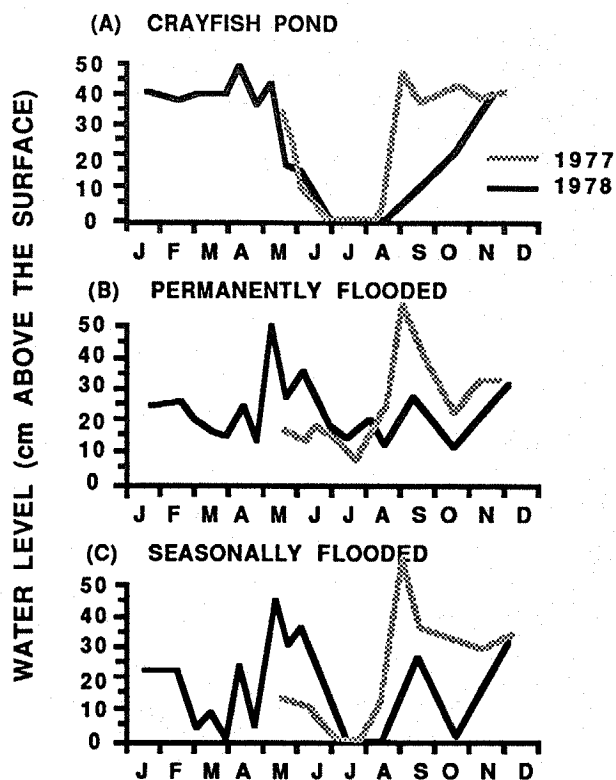 (A) CRAYFISH POND
50
40
30
20
10
0
J F M A M J J A S O N D
1977
1978
(B) PERMANENTLY FLOODED
50
40
30
20
10
0
J F M A M J J A S O N D
(C) SEASONALLY FLOODED
50
40
30
20
10
0
J F M A M J J A S O N D
WATER LEVEL (cm ABOVE THE SURFACE)